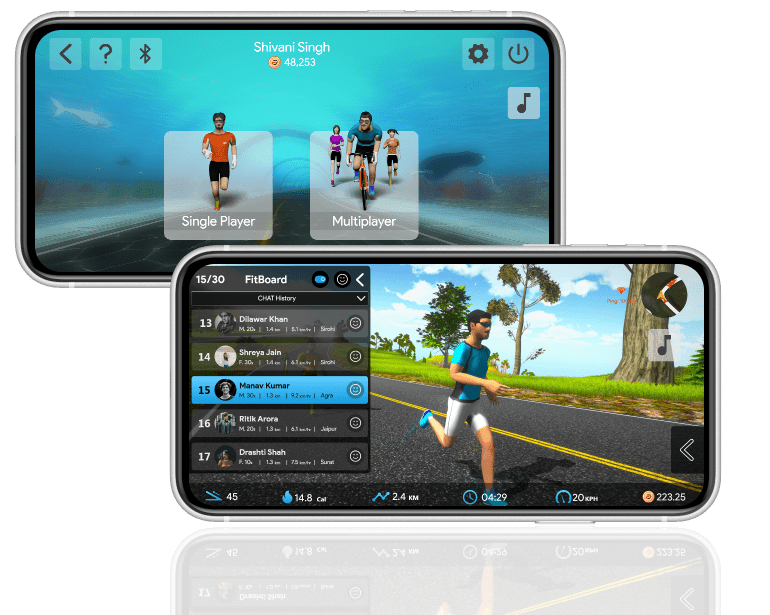 Shivani Singh
48,253
Single Player
Multiplayer
15/30 FitBoard
CHAT History
13 Dilawar Khan
M. 20s | 1.4 km | 8.1 km/hr | Sirohi
14 Shreya Jain
F. 30s | 1.4 km | 6.1 km/hr | Sirohi
15 Manav Kumar
M. 30s | 1.3 km | 9.2 km/hr | Agra
16 Ritik Arora
M. 20s | 1.3 km | 6.1 km/hr | Jaipur
17 Drashti Shah
F. 10s | 1.3 km | 7.5 km/hr | Surat
45 14.8 Cal 2.4 KM 04:29 20 KPH 223.25